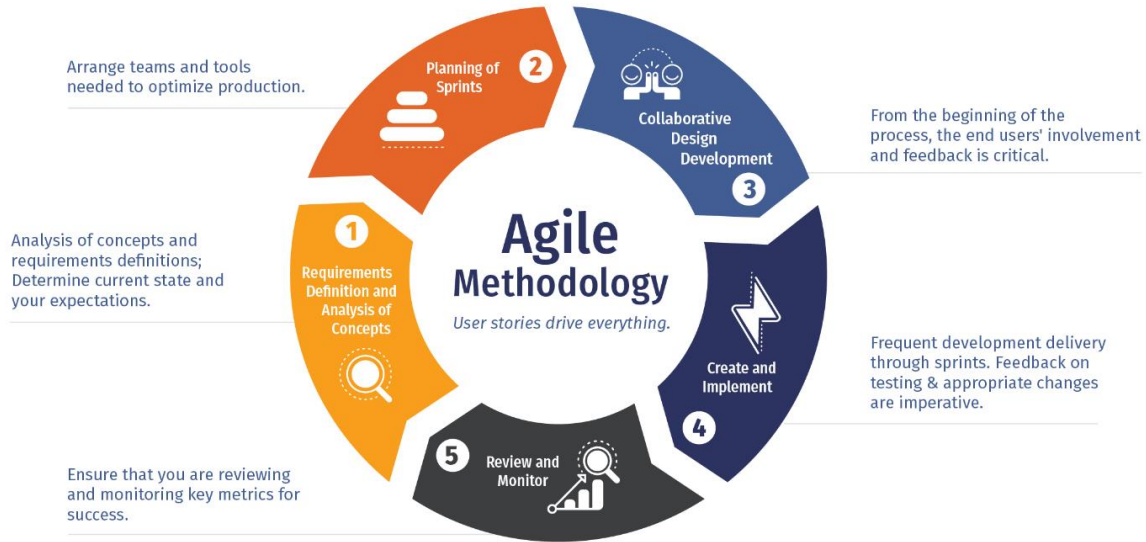 Agile
Methodology
User stories drive everything.
1
Requirements
Definition and
Analysis of
Concepts
Analysis of concepts and
requirements definitions;
Determine current state and
your expectations.
2
Planning of
Sprints
Arrange teams and tools
needed to optimize production.
Collaborative
Design
Development
3
From the beginning of the
process, the end users' involvement
and feedback is critical.
Create and
Implement
4
Frequent development delivery
through sprints. Feedback on
testing & appropriate changes
are imperative.
5
Review and
Monitor
Ensure that you are reviewing
and monitoring key metrics for
success.